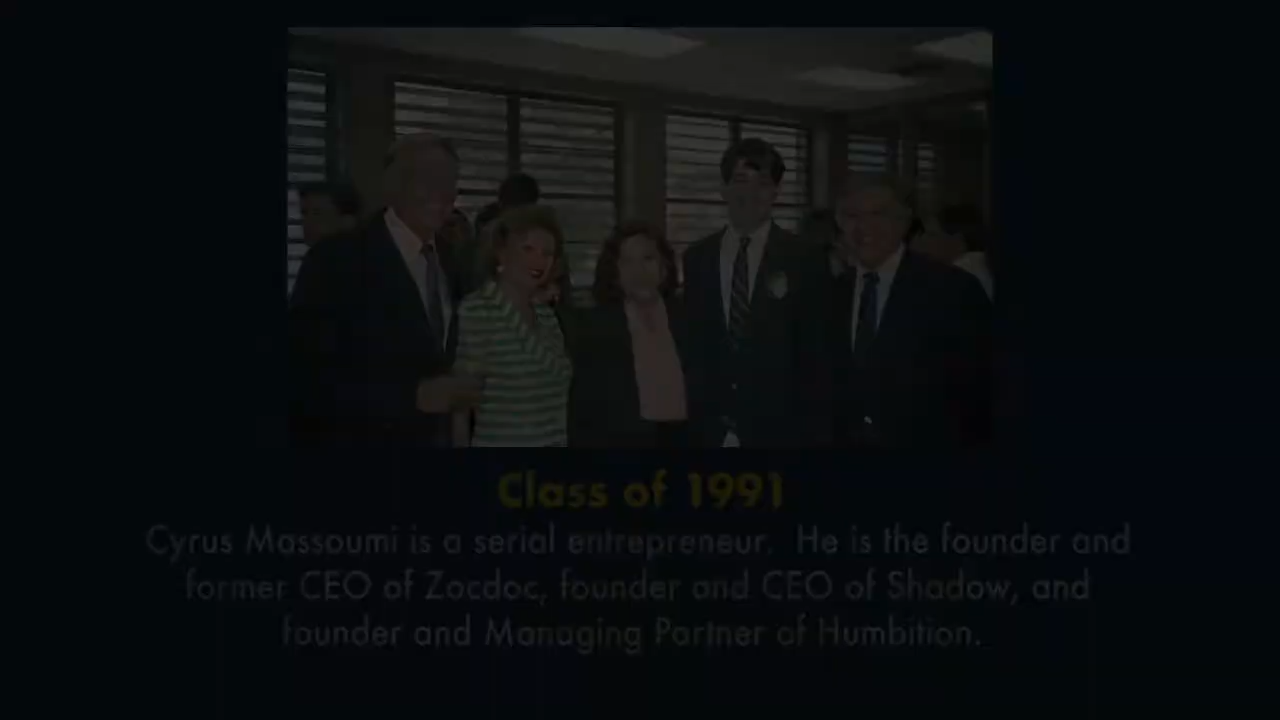 Class of 1991
Cyrus Massoumi is a serial entrepreneur. He is the founder and
former CEO of Zocdoc, founder and CEO of Shadow, and
founder and Managing Partner of Humbition.